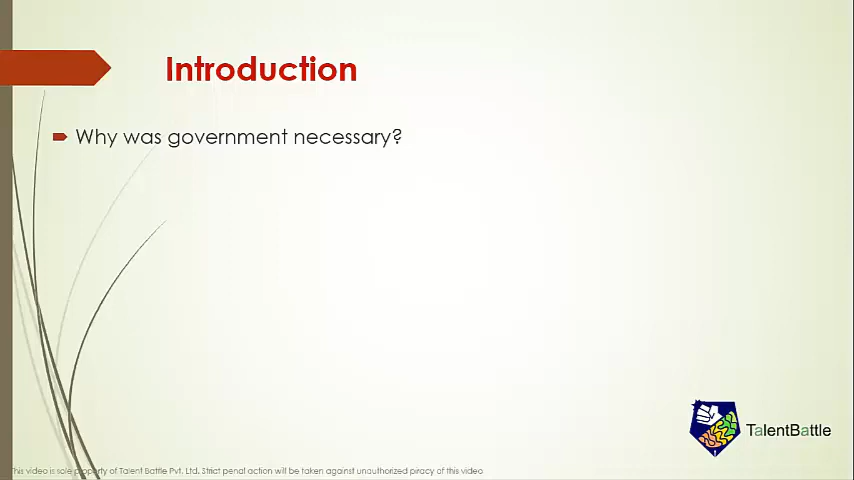 Introduction
Why was government necessary?
TalentBattle
This video is sole property of Talent Battle Pvt. Ltd. Strict penal action will be taken against unauthorized piracy of this video